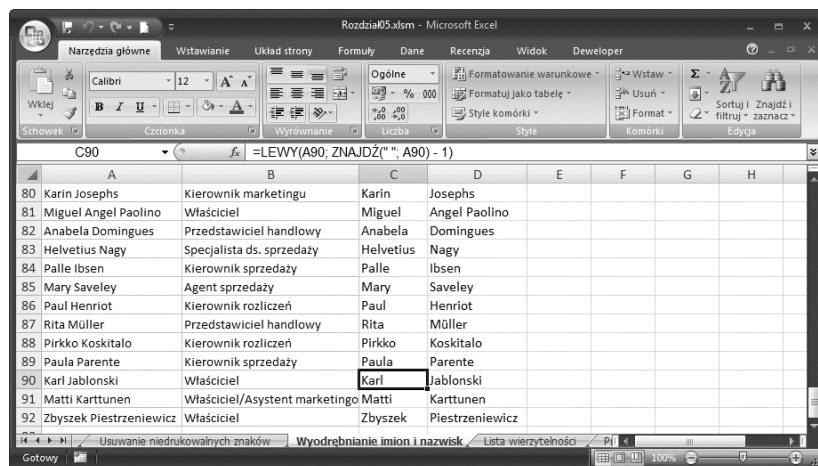 Rozdział05.xlsm - Microsoft Excel
Narzędzia główne Wstawianie Układ strony Formuły Dane Recenzja Widok Deweloper
Wklej
Calibri 12 A A
B I U A
Ogólne
% 000
,00 ,0
Formatowanie warunkowe
Formatuj jako tabelę
Style komórki
Wstaw
Usuń
Format
Σ
Sortuj i filtruj
Znajdź i zaznacz
Schowek Czcionka Wyrównanie Liczba Style Komórki Edycja
C90 fx =LEWY(A90; ZNAJDŹ(" "; A90) - 1)
A B C D E F G H
80 Karin Josephs Kierownik marketingu Karin Josephs
81 Miguel Angel Paolino Właściciel Miguel Angel Paolino
82 Anabela Domingues Przedstawiciel handlowy Anabela Domingues
83 Helvetius Nagy Specjalista ds. sprzedaży Helvetius Nagy
84 Palle Ibsen Kierownik sprzedaży Palle Ibsen
85 Mary Saveley Agent sprzedaży Mary Saveley
86 Paul Henriot Kierownik rozliczeń Paul Henriot
87 Rita Müller Przedstawiciel handlowy Rita Müller
88 Pirkko Koskitalo Kierownik rozliczeń Pirkko Koskitalo
89 Paula Parente Kierownik sprzedaży Paula Parente
90 Karl Jablonski Właściciel Karl Jablonski
91 Matti Karttunen Właściciel/Asystent marketingo Matti Karttunen
92 Zbyszek Piestrzeniewicz Właściciel Zbyszek Piestrzeniewicz
Usuwanie niedrukowalnych znaków Wyodrębnianie imion i nazwisk Lista wierzytelności
Gotowy 100%